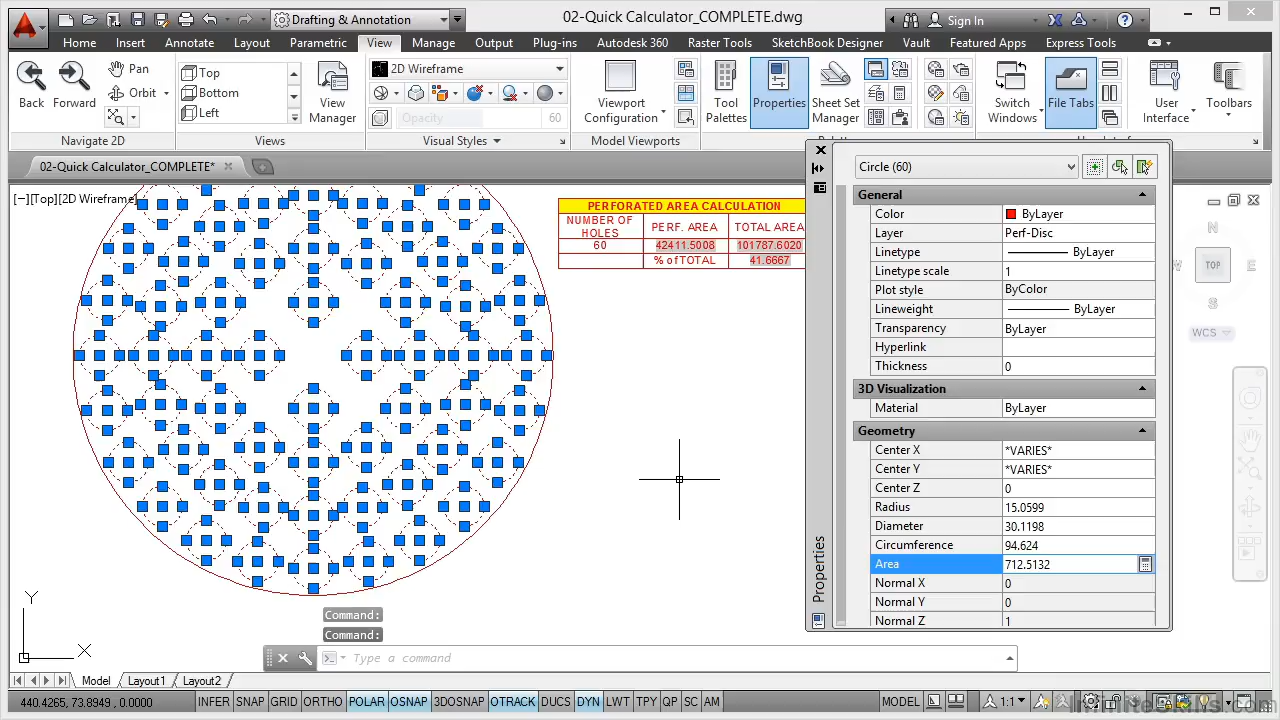 Drafting & Annotation
02-Quick Calculator_COMPLETE.dwg
Sign In
Home Insert Annotate Layout Parametric View Manage Output Plug-ins Autodesk 360 Raster Tools SketchBook Designer Vault Featured Apps Express Tools
Back
Forward
Pan
Orbit
Navigate 2D
Top
Bottom
Left
View
Manager
Views
2D Wireframe
Opacity 60
Visual Styles
Viewport
Configuration
Model Viewports
Tool
Palettes
Properties
Sheet Set
Manager
Switch
Windows
File Tabs
User
Interface
Toolbars
02-Quick Calculator_COMPLETE*
[−][Top][2D Wireframe]
PERFORATED AREA CALCULATION
NUMBER OF
HOLES
PERF. AREA
TOTAL AREA
60 42411.5008 101787.6020
% of TOTAL 41.6667
Circle (60)
General
Color ByLayer
Layer Perf-Disc
Linetype ByLayer
Linetype scale 1
Plot style ByColor
Lineweight ByLayer
Transparency ByLayer
Hyperlink
Thickness 0
3D Visualization
Material ByLayer
Geometry
Center X *VARIES*
Center Y *VARIES*
Center Z 0
Radius 15.0599
Diameter 30.1198
Circumference 94.624
Area 712.5132
Normal X 0
Normal Y 0
Normal Z 1
Properties
N
W TOP E
S
WCS
Y
X
Command:
Command:
Type a command
Model Layout1 Layout2
440.4265, 73.8949, 0.0000 INFER SNAP GRID ORTHO POLAR OSNAP 3DOSNAP OTRACK DUCS DYN LWT TPY QP SC AM MODEL 1:1
InfiniteSkills.com